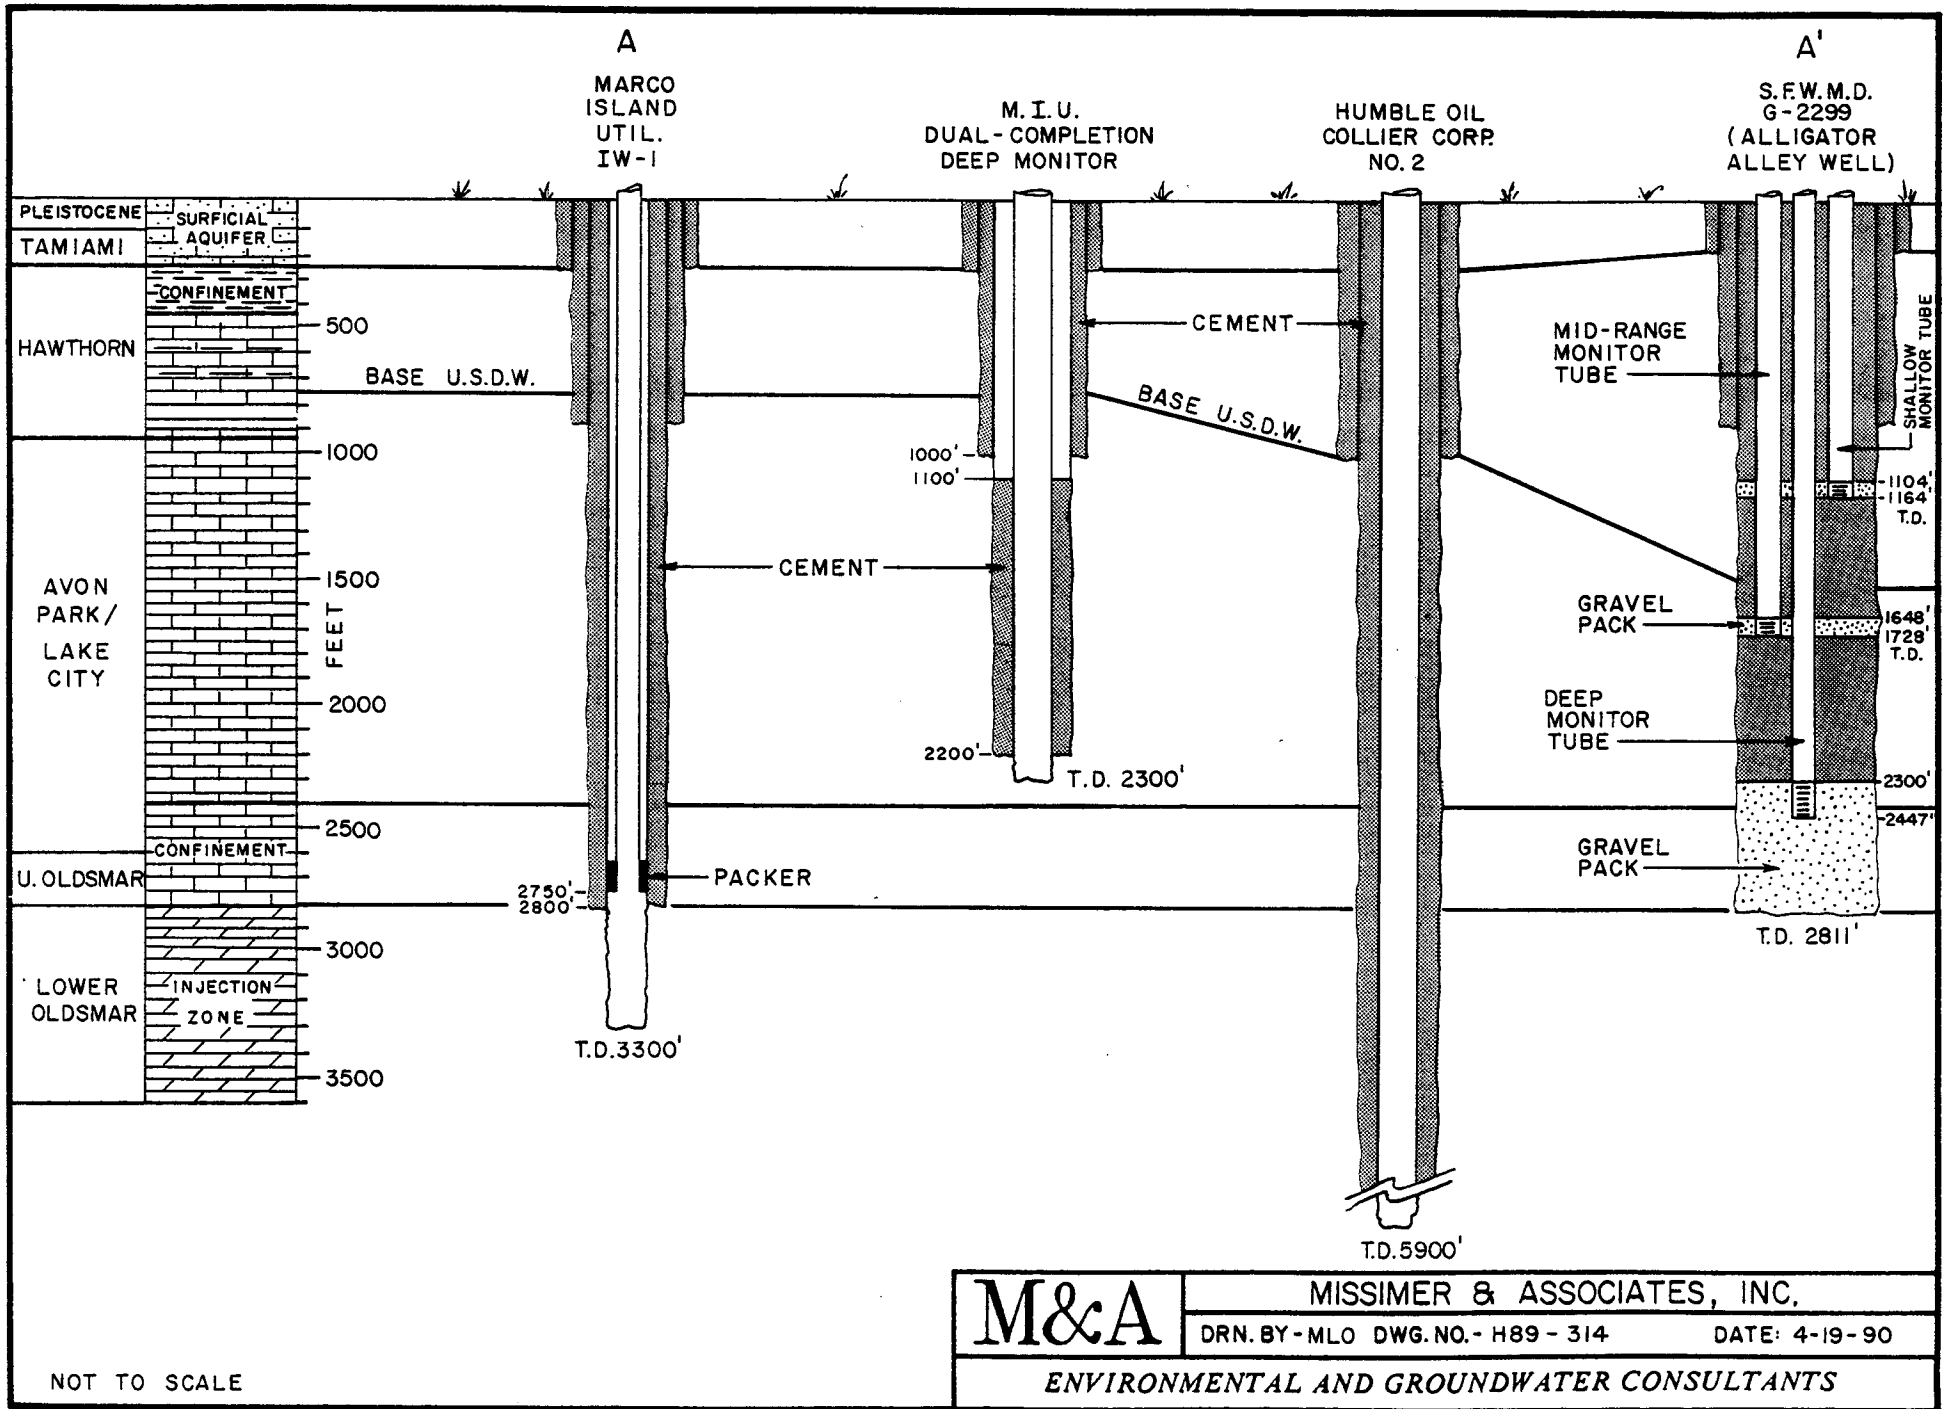 A
MARCO
ISLAND
UTIL.
IW-1
M.I.U.
DUAL-COMPLETION
DEEP MONITOR
HUMBLE OIL
COLLIER CORP.
NO. 2
A'
S.F.W.M.D.
G-2299
(ALLIGATOR
ALLEY WELL)
PLEISTOCENE
TAMIAMI
HAWTHORN
AVON
PARK/
LAKE
CITY
U. OLDSMAR
LOWER
OLDSMAR
SURFICIAL
AQUIFER
CONFINEMENT
CONFINEMENT
INJECTION
ZONE
500
1000
1500
2000
2500
3000
3500
FEET
BASE U.S.D.W.
BASE U.S.D.W.
CEMENT
CEMENT
1000'
1100'
2200'
T.D. 2300'
PACKER
2750'
2800'
T.D.3300'
T.D.5900'
MID-RANGE
MONITOR
TUBE
SHALLOW
MONITOR TUBE
1104'
1164'
T.D.
GRAVEL
PACK
1648'
1728'
T.D.
DEEP
MONITOR
TUBE
2300'
2447'
GRAVEL
PACK
T.D. 2811'
NOT TO SCALE
M&A
MISSIMER & ASSOCIATES, INC.
DRN. BY-MLO DWG. NO.- H89-314 DATE: 4-19-90
ENVIRONMENTAL AND GROUNDWATER CONSULTANTS